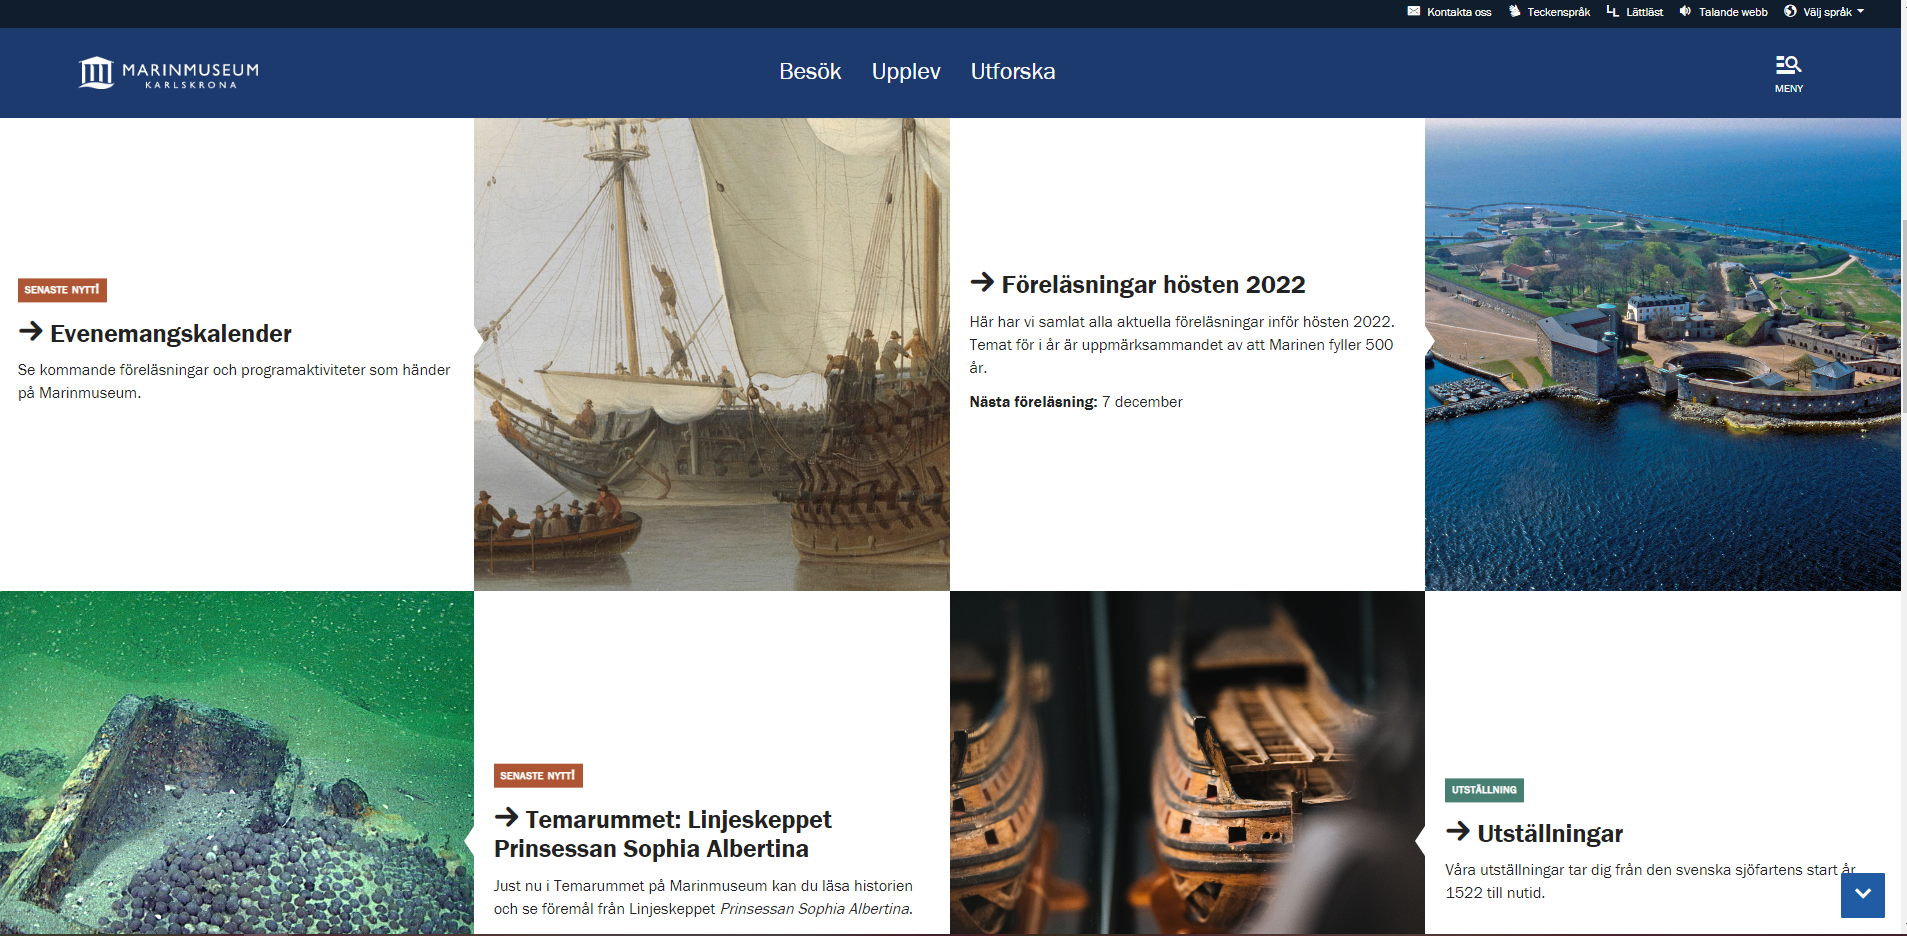 Kontakta oss Teckenspråk Lättläst Talande webb Välj språk
MARINMUSEUM
KARLSKRONA
Besök Upplev Utforska
MENY
SENASTE NYTT!
Evenemangskalender
Se kommande föreläsningar och programaktiviteter som händer
på Marinmuseum.
Föreläsningar hösten 2022
Här har vi samlat alla aktuella föreläsningar inför hösten 2022.
Temat för i år är uppmärksammandet av att Marinen fyller 500
år.
Nästa föreläsning: 7 december
SENASTE NYTT!
Temarummet: Linjeskeppet
Prinsessan Sophia Albertina
Just nu i Temarummet på Marinmuseum kan du läsa historien
och se föremål från Linjeskeppet Prinsessan Sophia Albertina.
UTSTÄLLNING
Utställningar
Våra utställningar tar dig från den svenska sjöfartens start år
1522 till nutid.